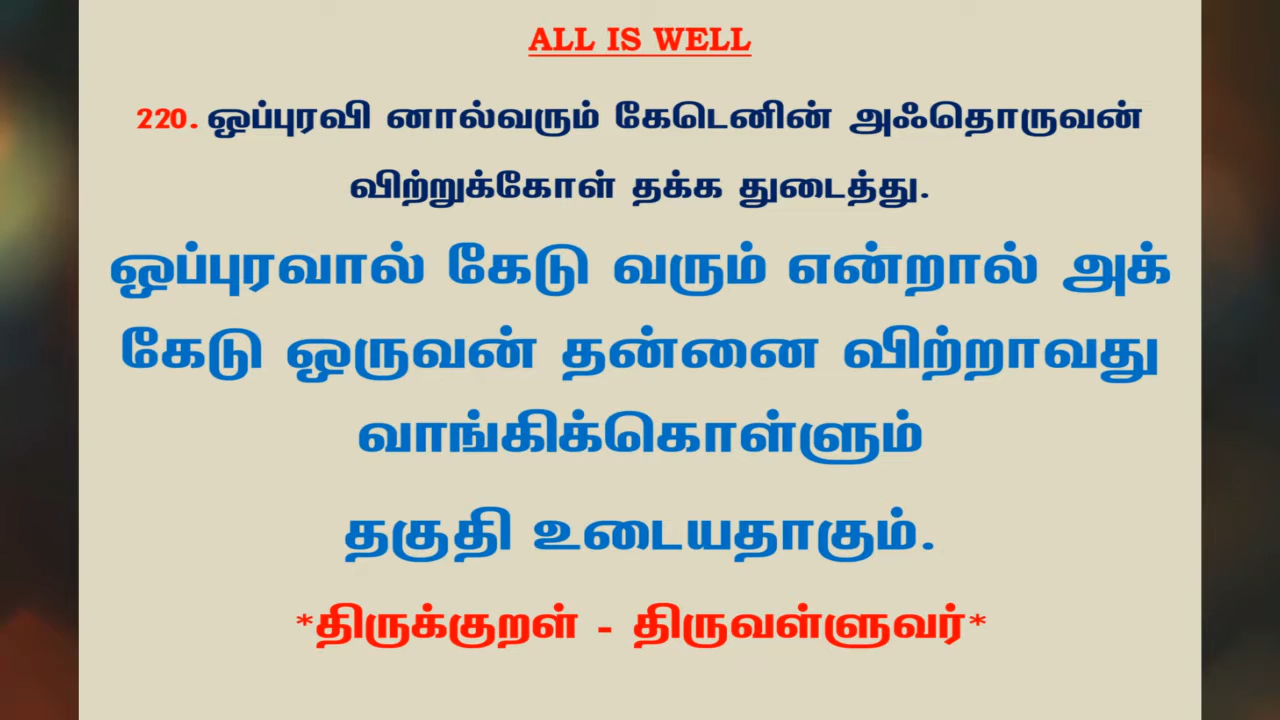 ALL IS WELL
220. ஒப்புரவி னால்வரும் கேடெனின் அஃதொருவன்
விற்றுக்கோள் தக்க துடைத்து.
ஒப்புரவால் கேடு வரும் என்றால் அக்
கேடு ஒருவன் தன்னை விற்றாவது
வாங்கிக்கொள்ளும்
தகுதி உடையதாகும்.
*திருக்குறள் - திருவள்ளுவர்*